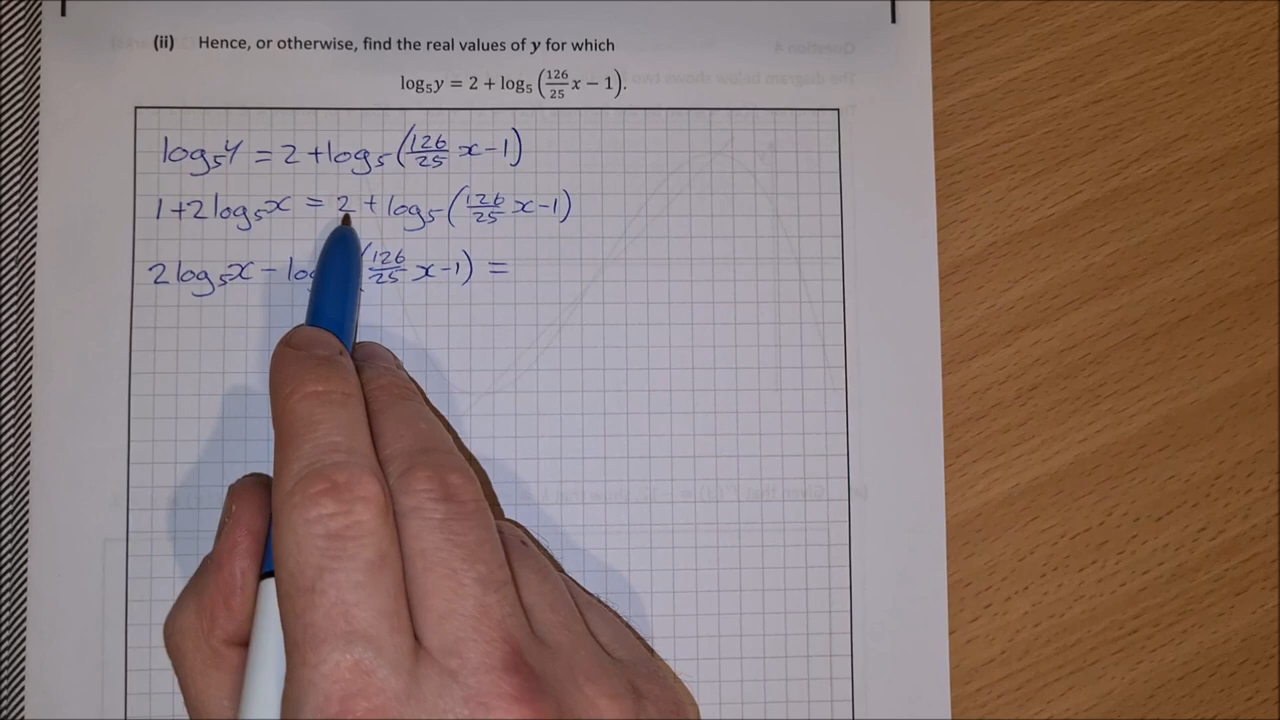 (ii) Hence, or otherwise, find the real values of y for which
log₅y = 2 + log₅(126/25 x − 1).
log₅y = 2 + log₅(126/25 x − 1)
1 + 2log₅x = 2 + log₅(126/25 x − 1)
2log₅x − lo (126/25 x − 1) =